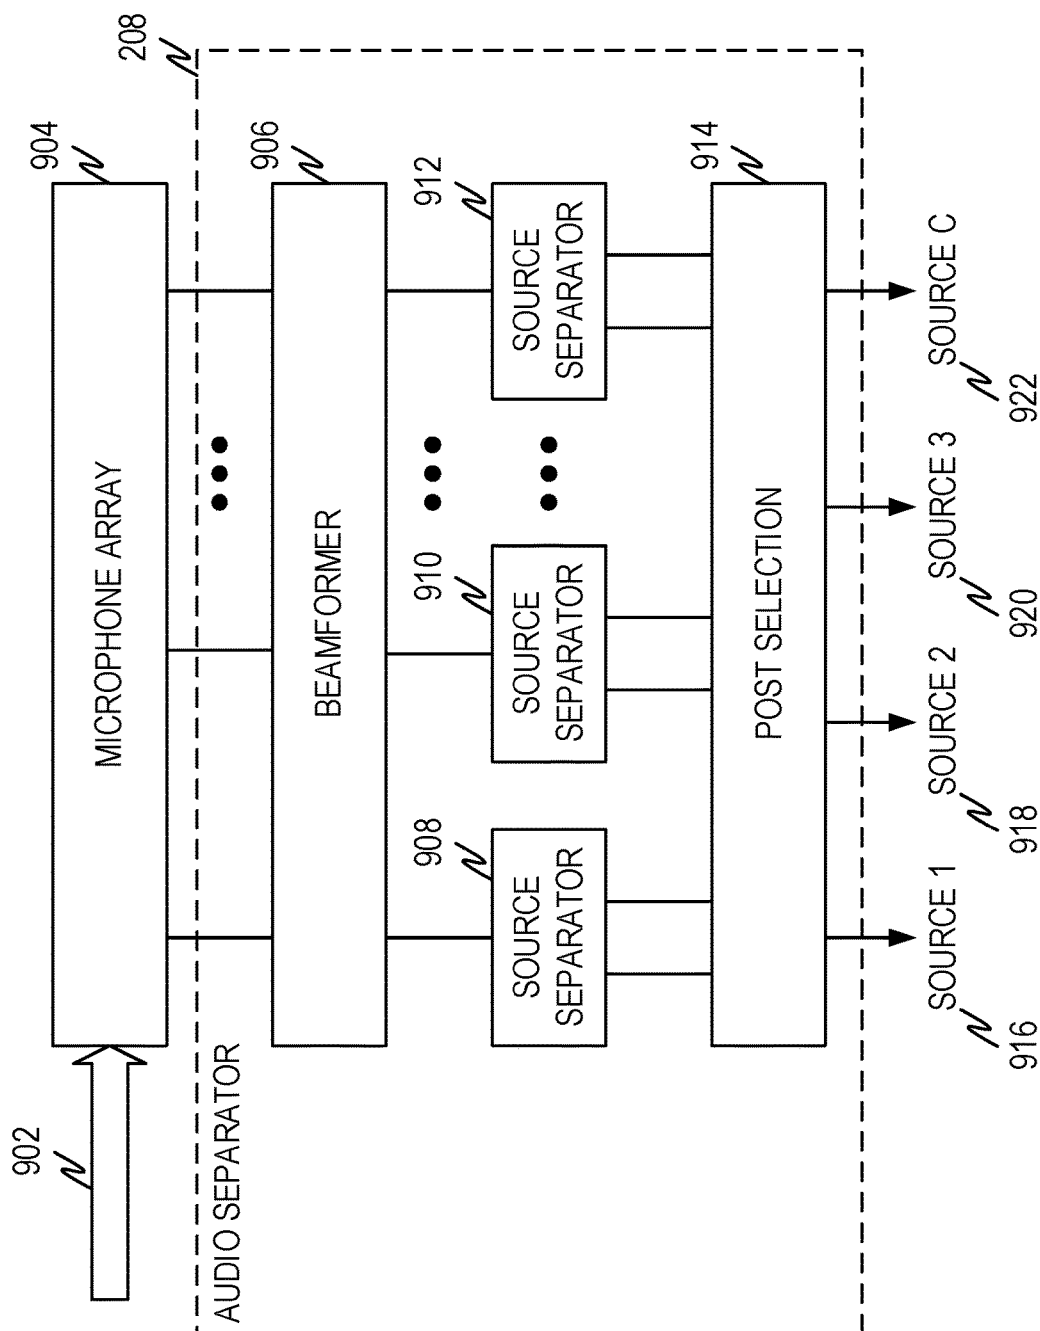 902
904
208
MICROPHONE ARRAY
AUDIO SEPARATOR
906
BEAMFORMER
908
SOURCE
SEPARATOR
910
SOURCE
SEPARATOR
912
SOURCE
SEPARATOR
914
POST SELECTION
SOURCE 1
916
SOURCE 2
918
SOURCE 3
920
SOURCE C
922